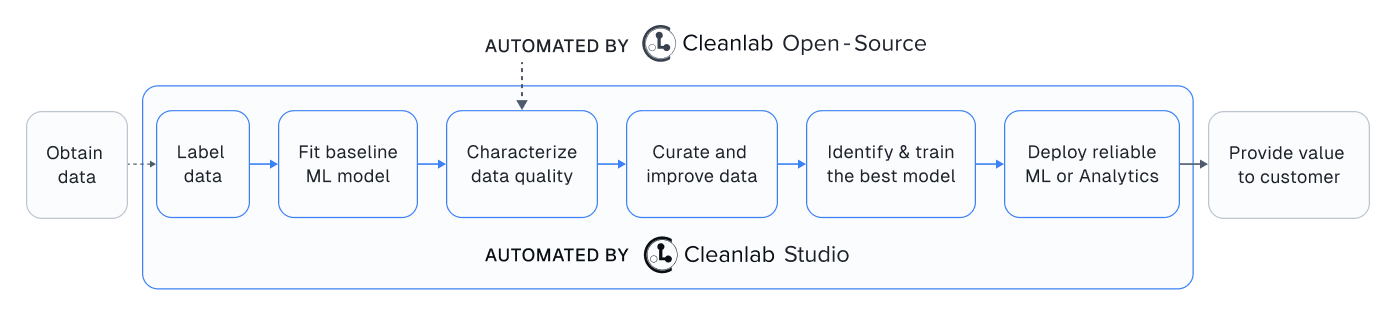 AUTOMATED BY Cleanlab Open-Source
Obtain
data
Label
data
Fit baseline
ML model
Characterize
data quality
Curate and
improve data
Identify & train
the best model
Deploy reliable
ML or Analytics
Provide value
to customer
AUTOMATED BY Cleanlab Studio